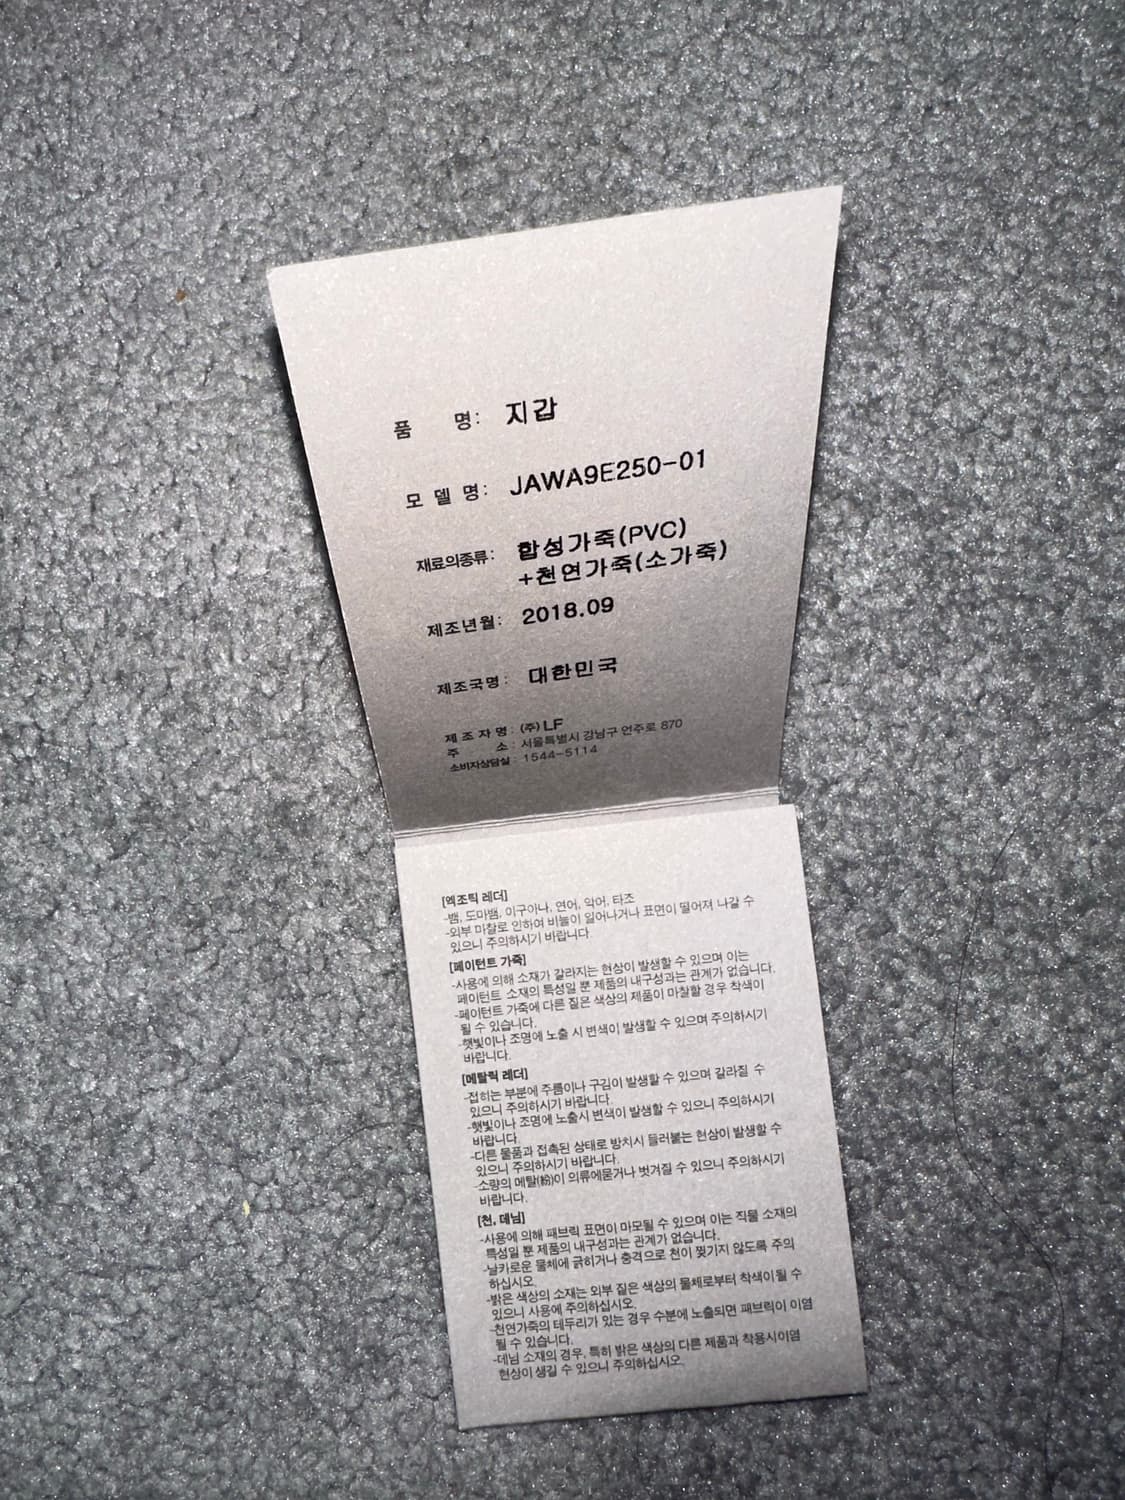 품 명: 지갑
모 델 명: JAWA9E250-01
재료의종류: 합성가죽(PVC)
+천연가죽(소가죽)
제조년월: 2018.09
제조국명: 대한민국
제 조 자 명 : (주) LF
주 소 : 서울특별시 강남구 언주로 870
소비자상담실 : 1544-5114
[엑조틱 레더]
-뱀, 도마뱀, 이구아나, 연어, 악어, 타조
-외부 마찰로 인하여 비늘이 일어나거나 표면이 떨어져 나갈 수
있으니 주의하시기 바랍니다.
[페이턴트 가죽]
-사용에 의해 소재가 갈라지는 현상이 발생할 수 있으며 이는
페이턴트 소재의 특성일 뿐 제품의 내구성과는 관계가 없습니다.
-페이턴트 가죽에 다른 짙은 색상의 제품이 마찰할 경우 착색이
될 수 있습니다.
-햇빛이나 조명에 노출 시 변색이 발생할 수 있으며 주의하시기
바랍니다.
[메탈릭 레더]
-접히는 부분에 주름이나 구김이 발생할 수 있으며 갈라질 수
있으니 주의하시기 바랍니다.
-햇빛이나 조명에 노출시 변색이 발생할 수 있으니 주의하시기
바랍니다.
-다른 물품과 접촉된 상태로 방치시 들러붙는 현상이 발생할 수
있으니 주의하시기 바랍니다.
-소량의 메탈(粉)이 의류에묻거나 벗겨질 수 있으니 주의하시기
바랍니다.
[천, 데님]
-사용에 의해 패브릭 표면이 마모될 수 있으며 이는 직물 소재의
특성일 뿐 제품의 내구성과는 관계가 없습니다.
-날카로운 물체에 긁히거나 충격으로 천이 찢기지 않도록 주의
하십시오.
-밝은 색상의 소재는 외부 짙은 색상의 물체로부터 착색이 될 수
있으니 사용에 주의하십시오.
-천연가죽의 테두리가 있는 경우 수분에 노출되면 패브릭이 이염
될 수 있습니다.
-데님 소재의 경우, 특히 밝은 색상의 다른 제품과 착용시이염
현상이 생길 수 있으니 주의하십시오.